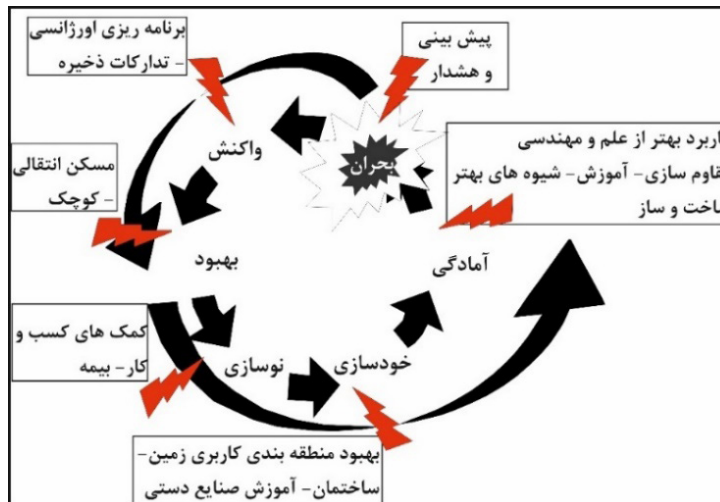 برنامه ریزی اورژانسی
- تدارکات ذخیره
پیش بینی
و هشدار
اربرد بهتر از علم و مهندسی
قاوم سازی- آموزش- شیوه های بهتر
ساخت و ساز
بحران
واکنش
مسکن انتقالی
- کوچک
بهبود
آمادگی
کمک های کسب و
کار- بیمه
نوسازی
خودسازی
بهبود منطقه بندی کاربری زمین-
ساختمان- آموزش صنایع دستی